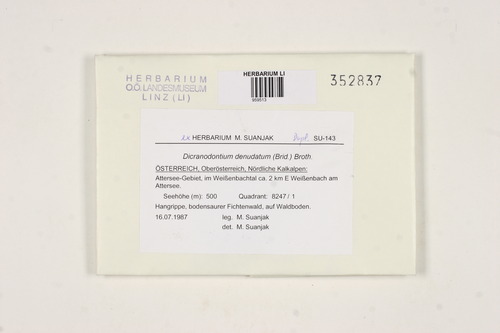 HERBARIUM
O.Ö. LANDESMUSEUM
LINZ (LI)
HERBARIUM LI
352837
ex HERBARIUM M. SUANJAK Dupl. SU-143
Dicranodontium denudatum (Brid.) Broth.
ÖSTERREICH, Oberösterreich, Nördliche Kalkalpen:
Attersee-Gebiet, im Weißenbachtal ca. 2 km E Weißenbach am
Attersee.
Seehöhe (m): 500 Quadrant: 8247 / 1
Hangrippe, bodensaurer Fichtenwald, auf Waldboden.
16.07.1987 leg. M. Suanjak
det. M. Suanjak